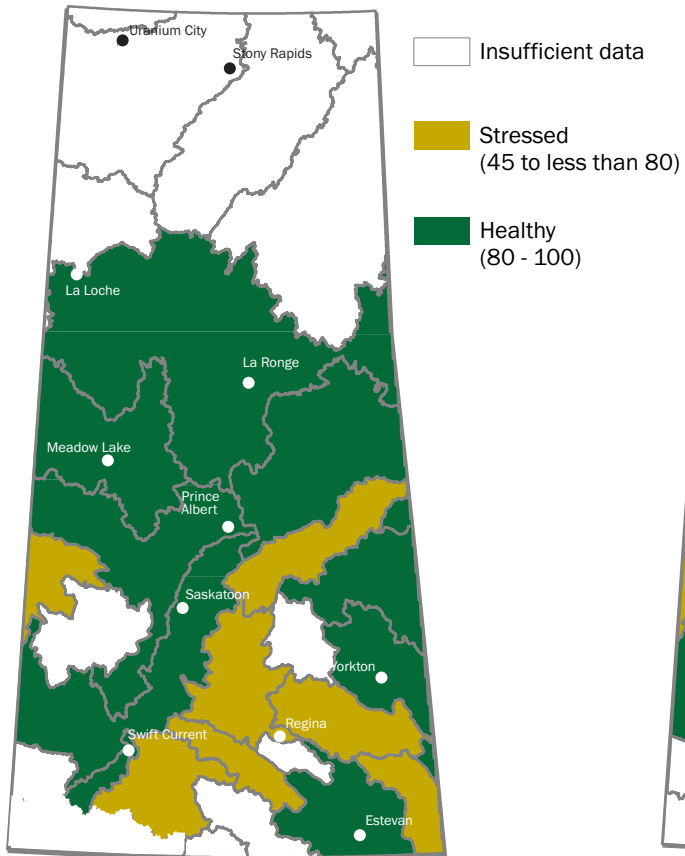 Uranium City
Stony Rapids
Insufficient data
Stressed
(45 to less than 80)
Healthy
(80 - 100)
La Loche
La Ronge
Meadow Lake
Prince
Albert
Saskatoon
Yorkton
Regina
Swift Current
Estevan